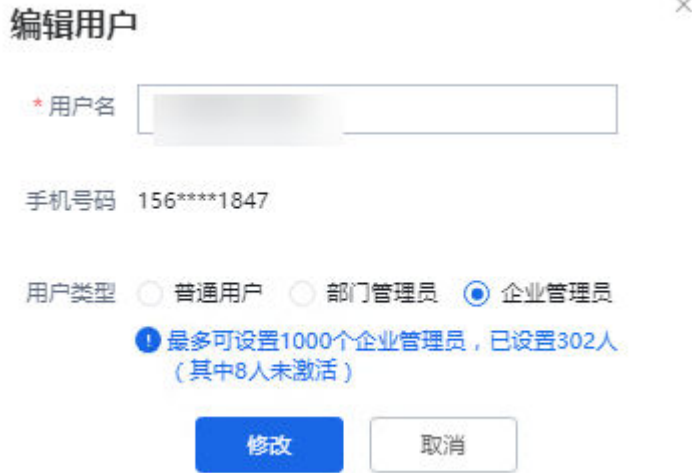 编辑用户
* 用户名
手机号码 156****1847
用户类型 普通用户 部门管理员 企业管理员
最多可设置1000个企业管理员，已设置302人
（其中8人未激活）
修改 取消